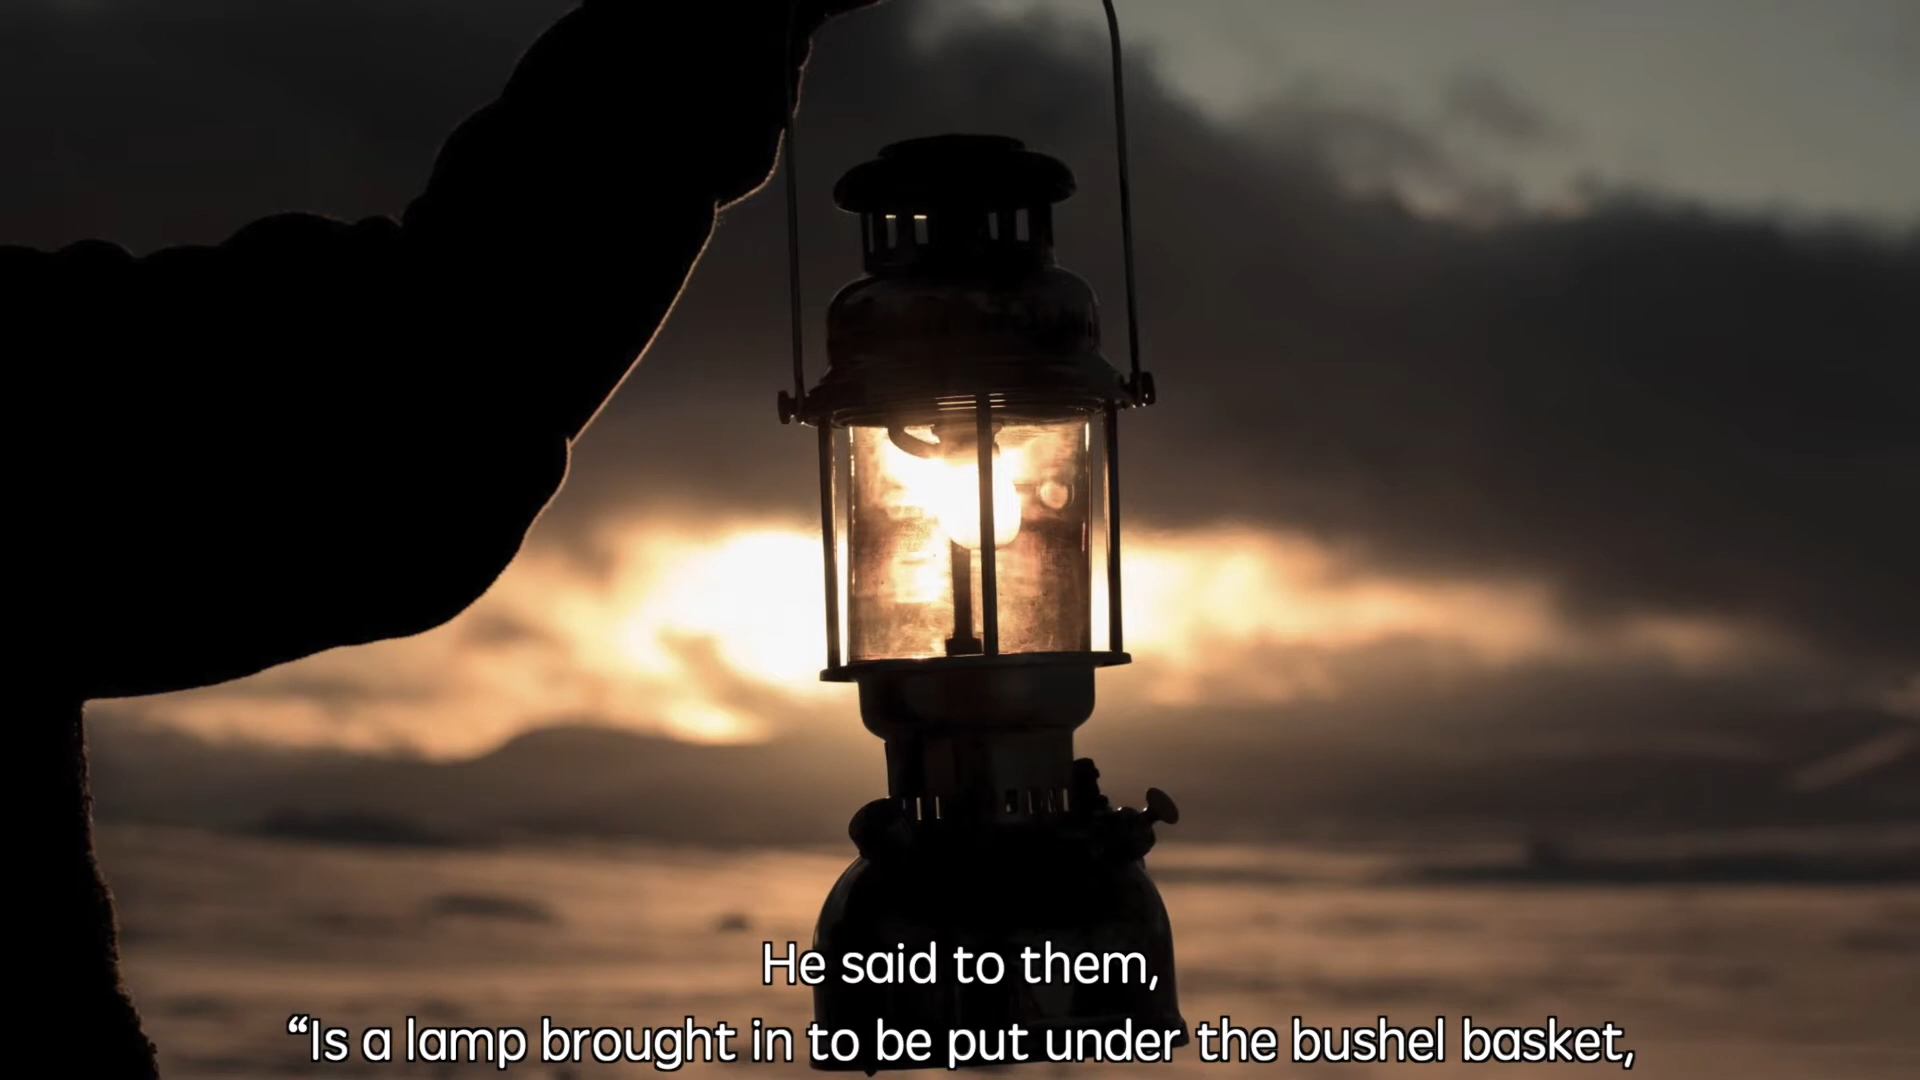 He said to them,
“Is a lamp brought in to be put under the bushel basket,